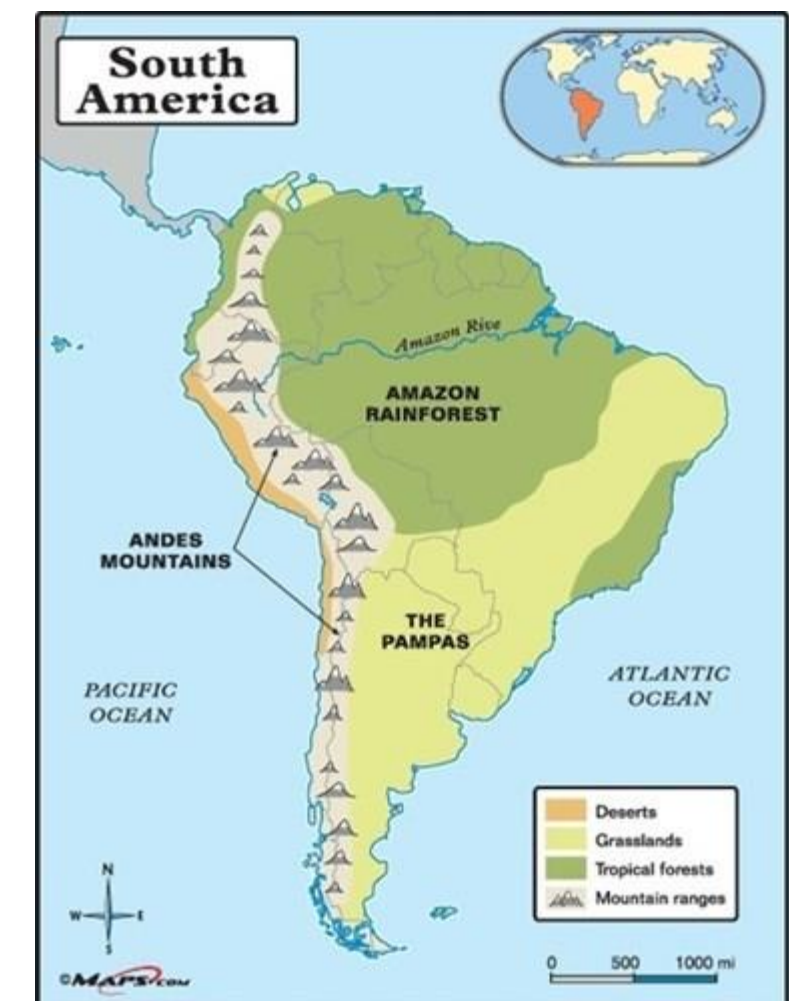 South
America
Amazon Rive
AMAZON
RAINFOREST
ANDES
MOUNTAINS
THE
PAMPAS
PACIFIC
OCEAN
ATLANTIC
OCEAN
Deserts
Grasslands
Tropical forests
Mountain ranges
N
W
E
S
0 500 1000 mi
©MAPS.COM